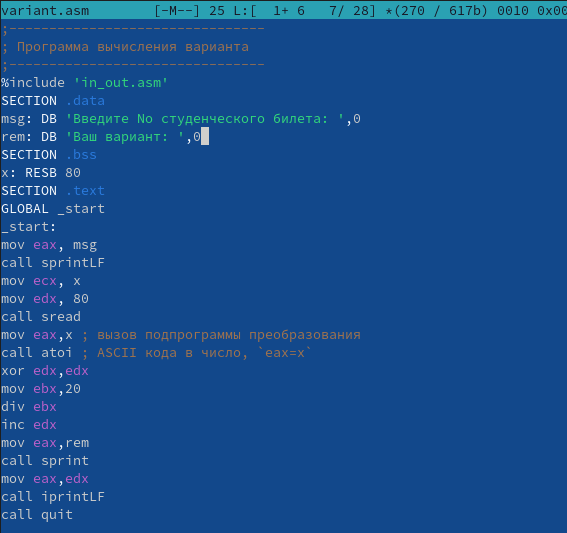 variant.asm [-M--] 25 L:[ 1+ 6 7/ 28] *(270 / 617b) 0010 0x00
;--------------------------------
; Программа вычисления варианта
;--------------------------------
%include 'in_out.asm'
SECTION .data
msg: DB 'Введите No студенческого билета: ',0
rem: DB 'Ваш вариант: ',0
SECTION .bss
x: RESB 80
SECTION .text
GLOBAL _start
_start:
mov eax, msg
call sprintLF
mov ecx, x
mov edx, 80
call sread
mov eax,x ; вызов подпрограммы преобразования
call atoi ; ASCII кода в число, `eax=x`
xor edx,edx
mov ebx,20
div ebx
inc edx
mov eax,rem
call sprint
mov eax,edx
call iprintLF
call quit